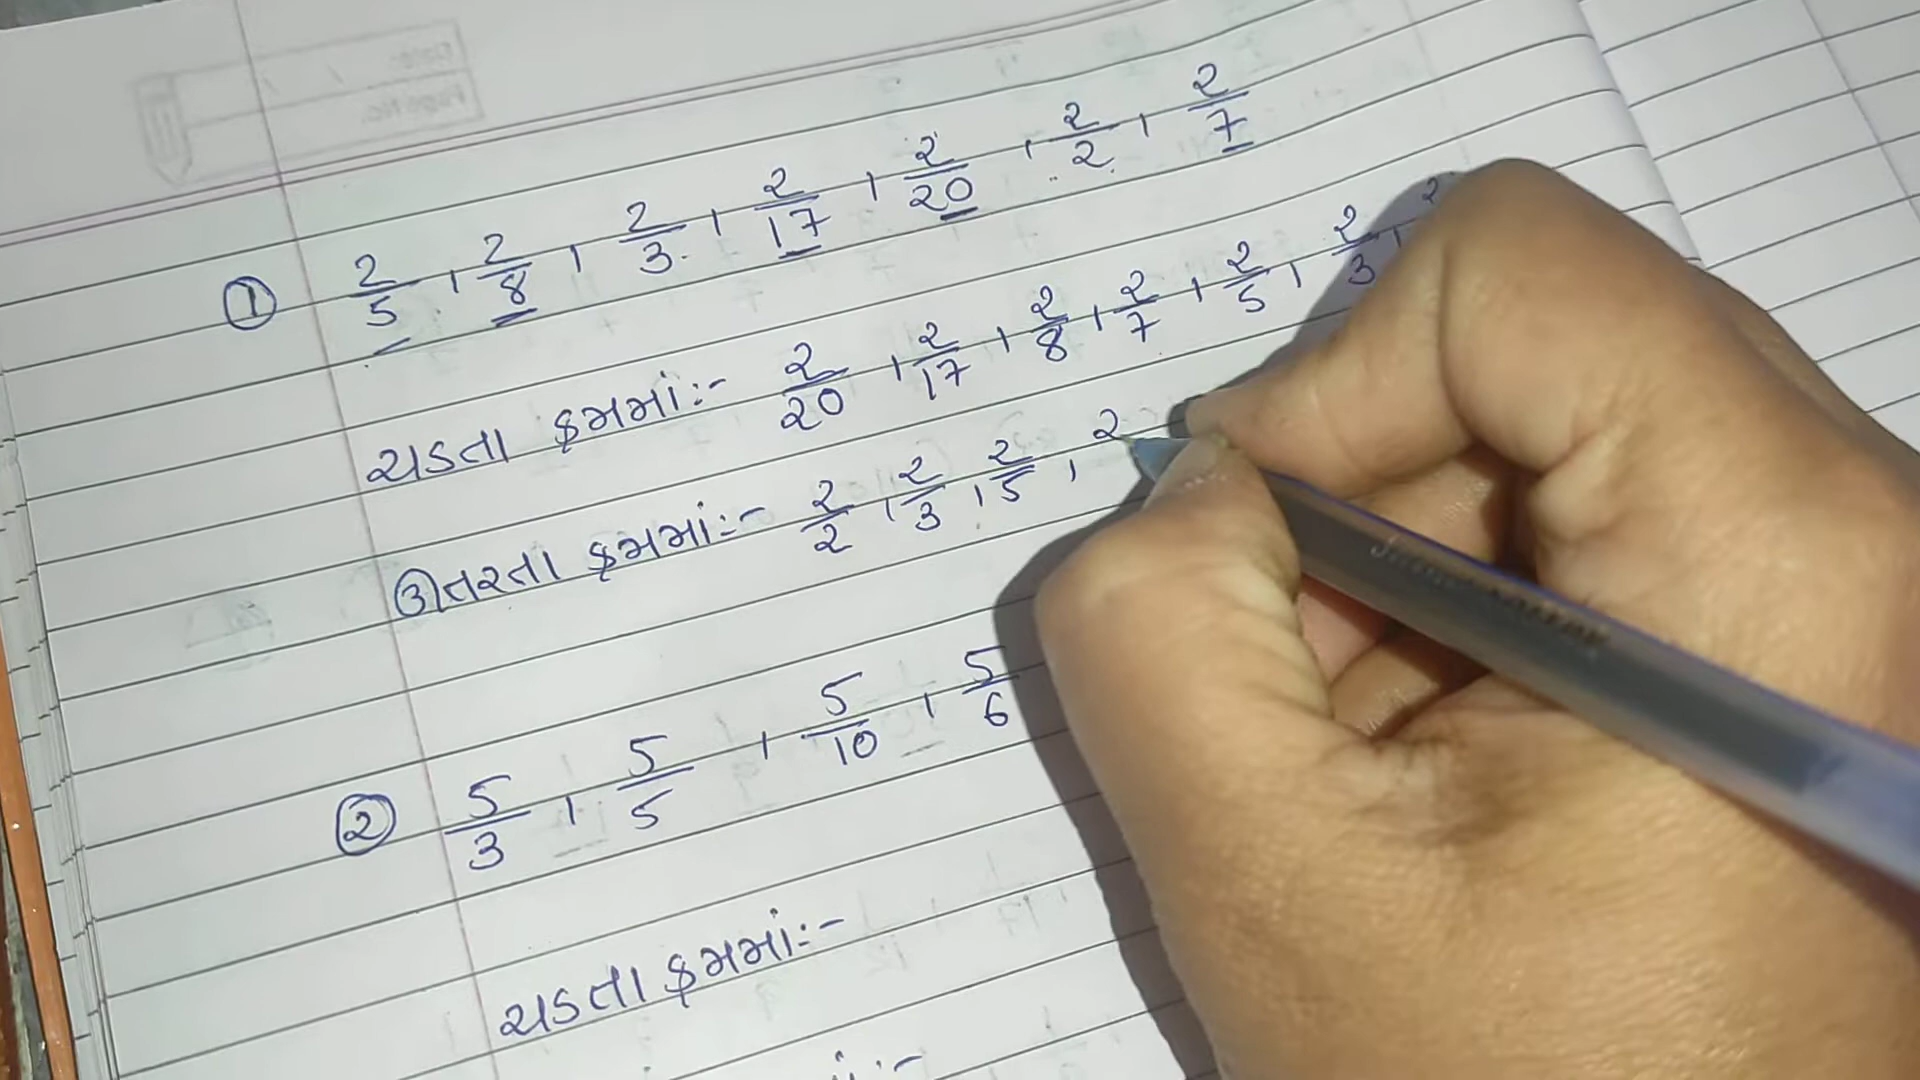 ① 2/5 , 2/8 , 2/3 , 2/17 , 2/20 , 2/2 , 2/7
ચડતા ક્રમમાં:- 2/20 , 2/17 , 2/8 , 2/7 , 2/5 , 2/3 , 2
ઊતરતા ક્રમમાં:- 2/2 , 2/3 , 2/5 , 2
② 5/3 , 5/5 , 5/10 , 5/6
ચડતા ક્રમમાં:-